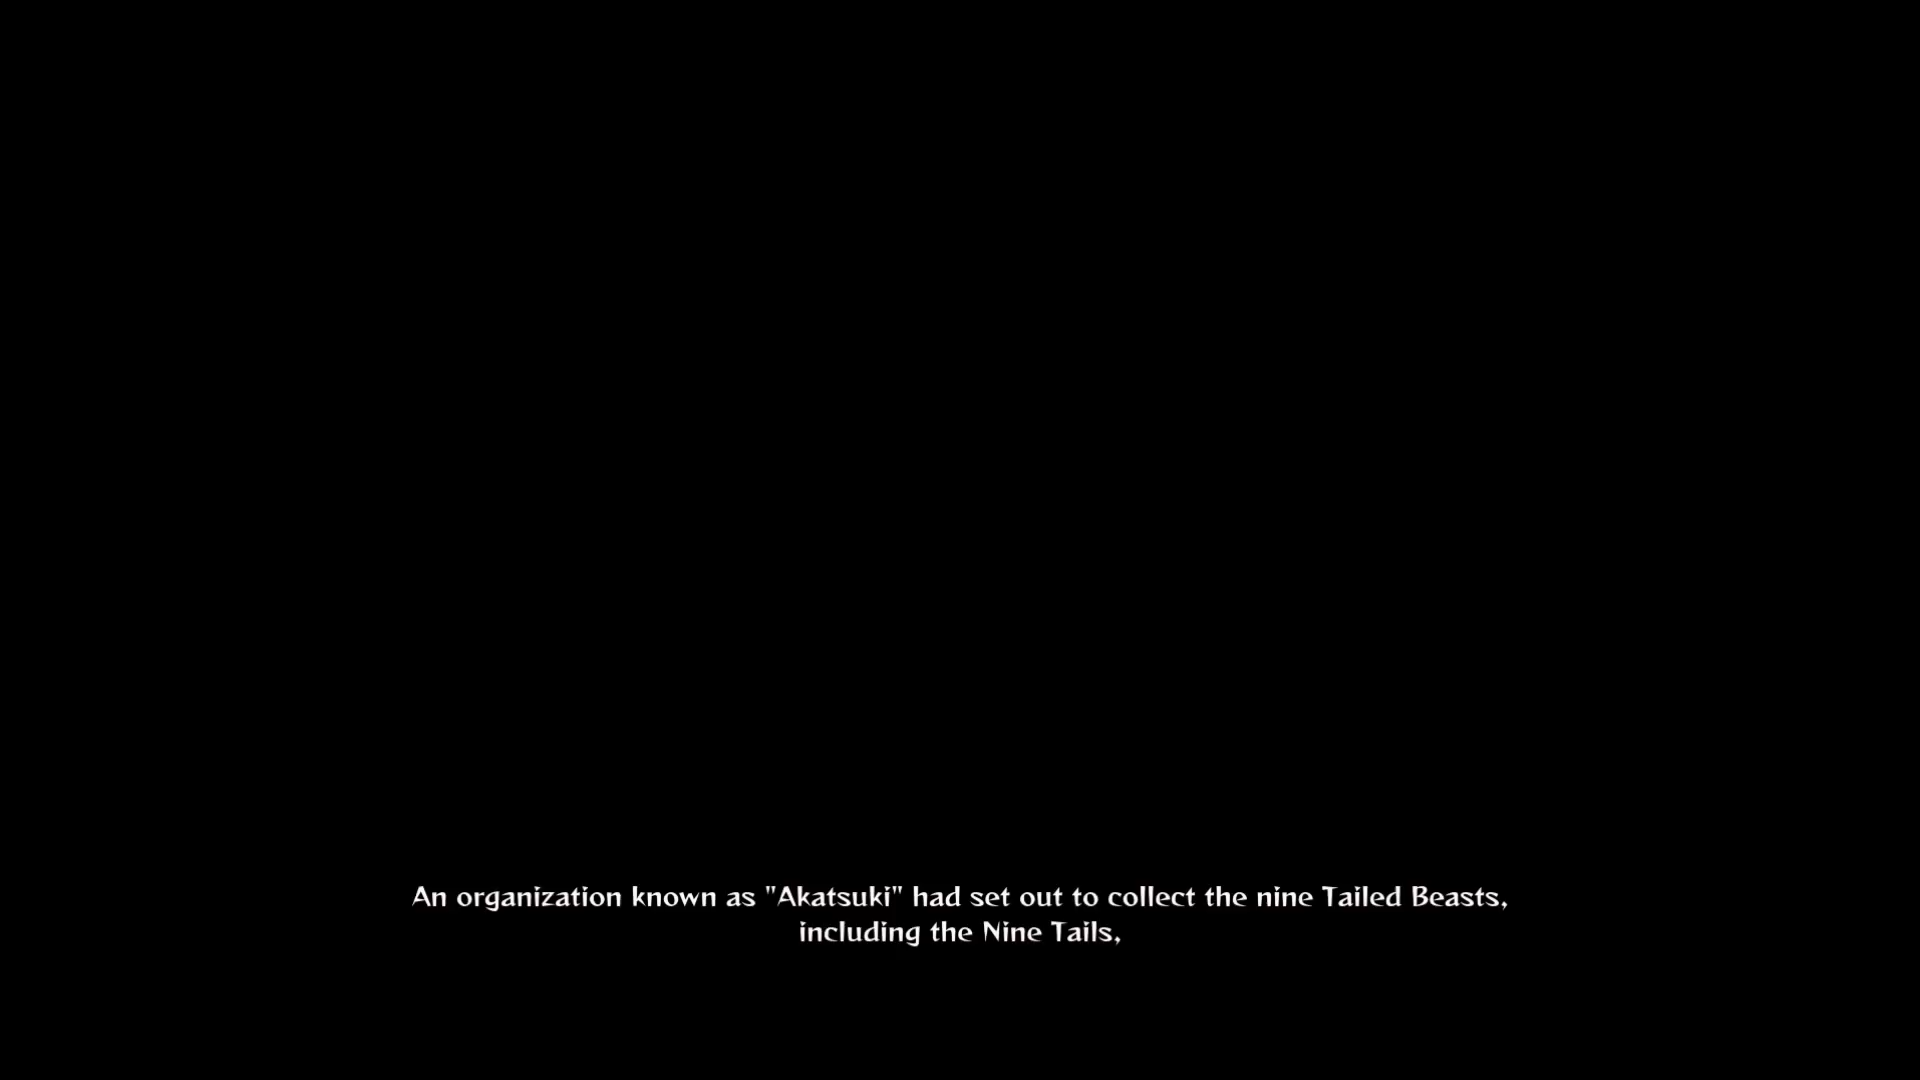 An organization known as "Akatsuki" had set out to collect the nine Tailed Beasts,
including the Nine Tails,